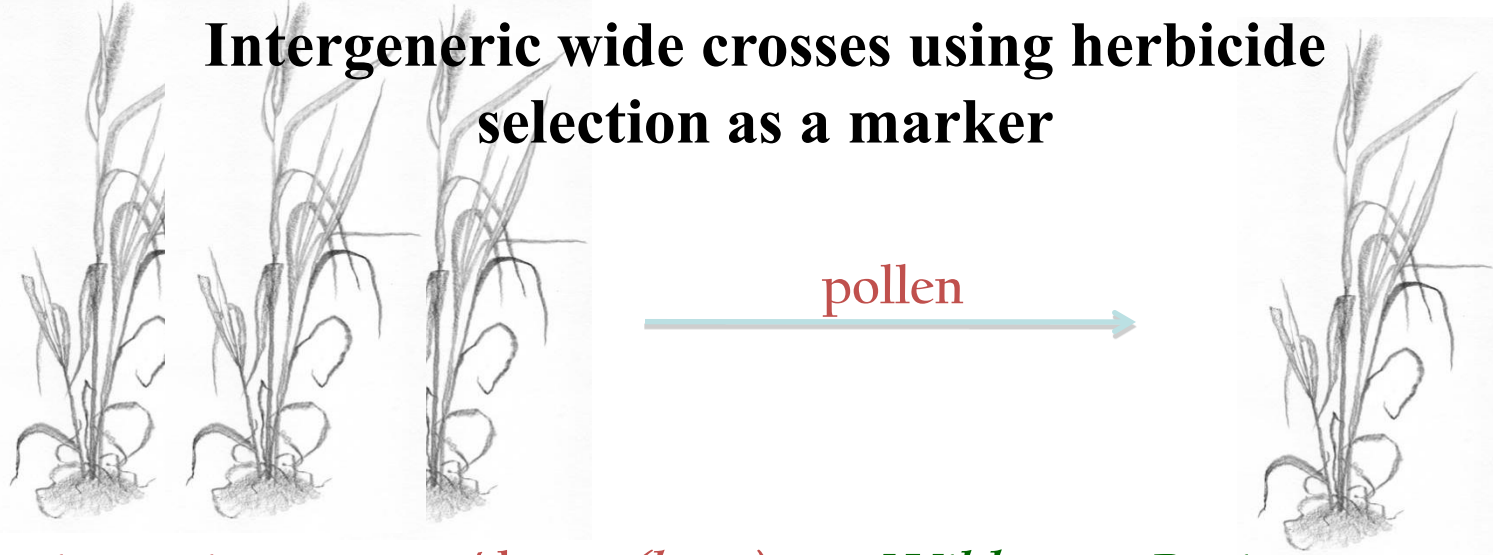 Intergeneric wide crosses using herbicide
selection as a marker
pollen